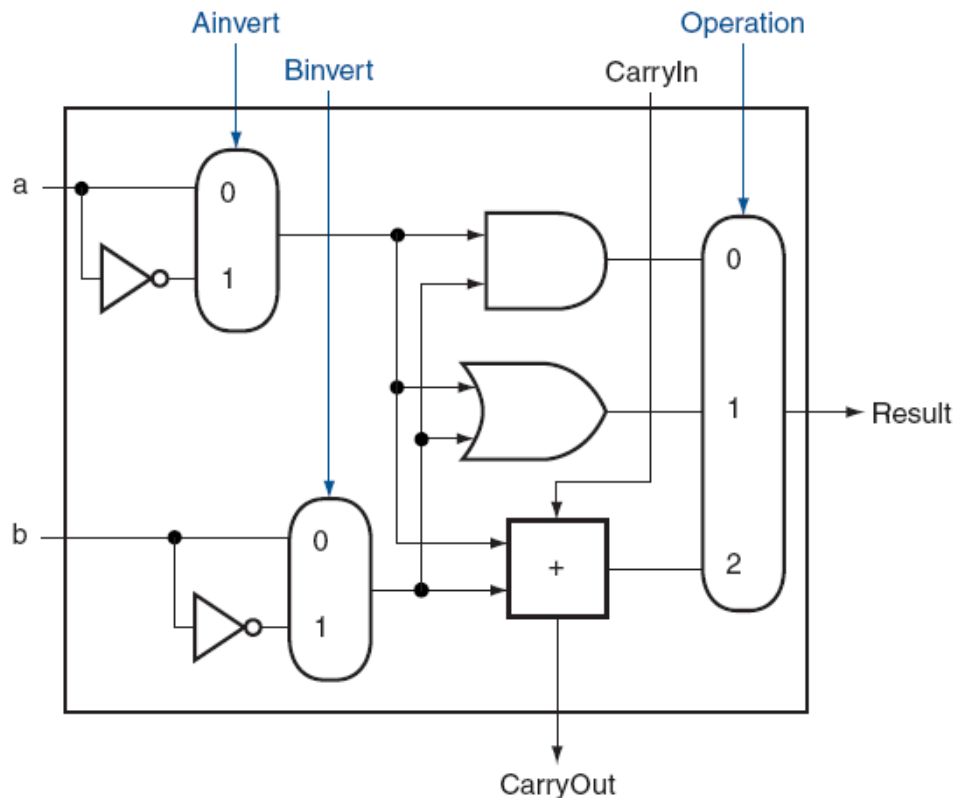 Ainvert
Operation
Binvert
CarryIn
a
0
1
0
1
Result
b
0
1
+
2
CarryOut